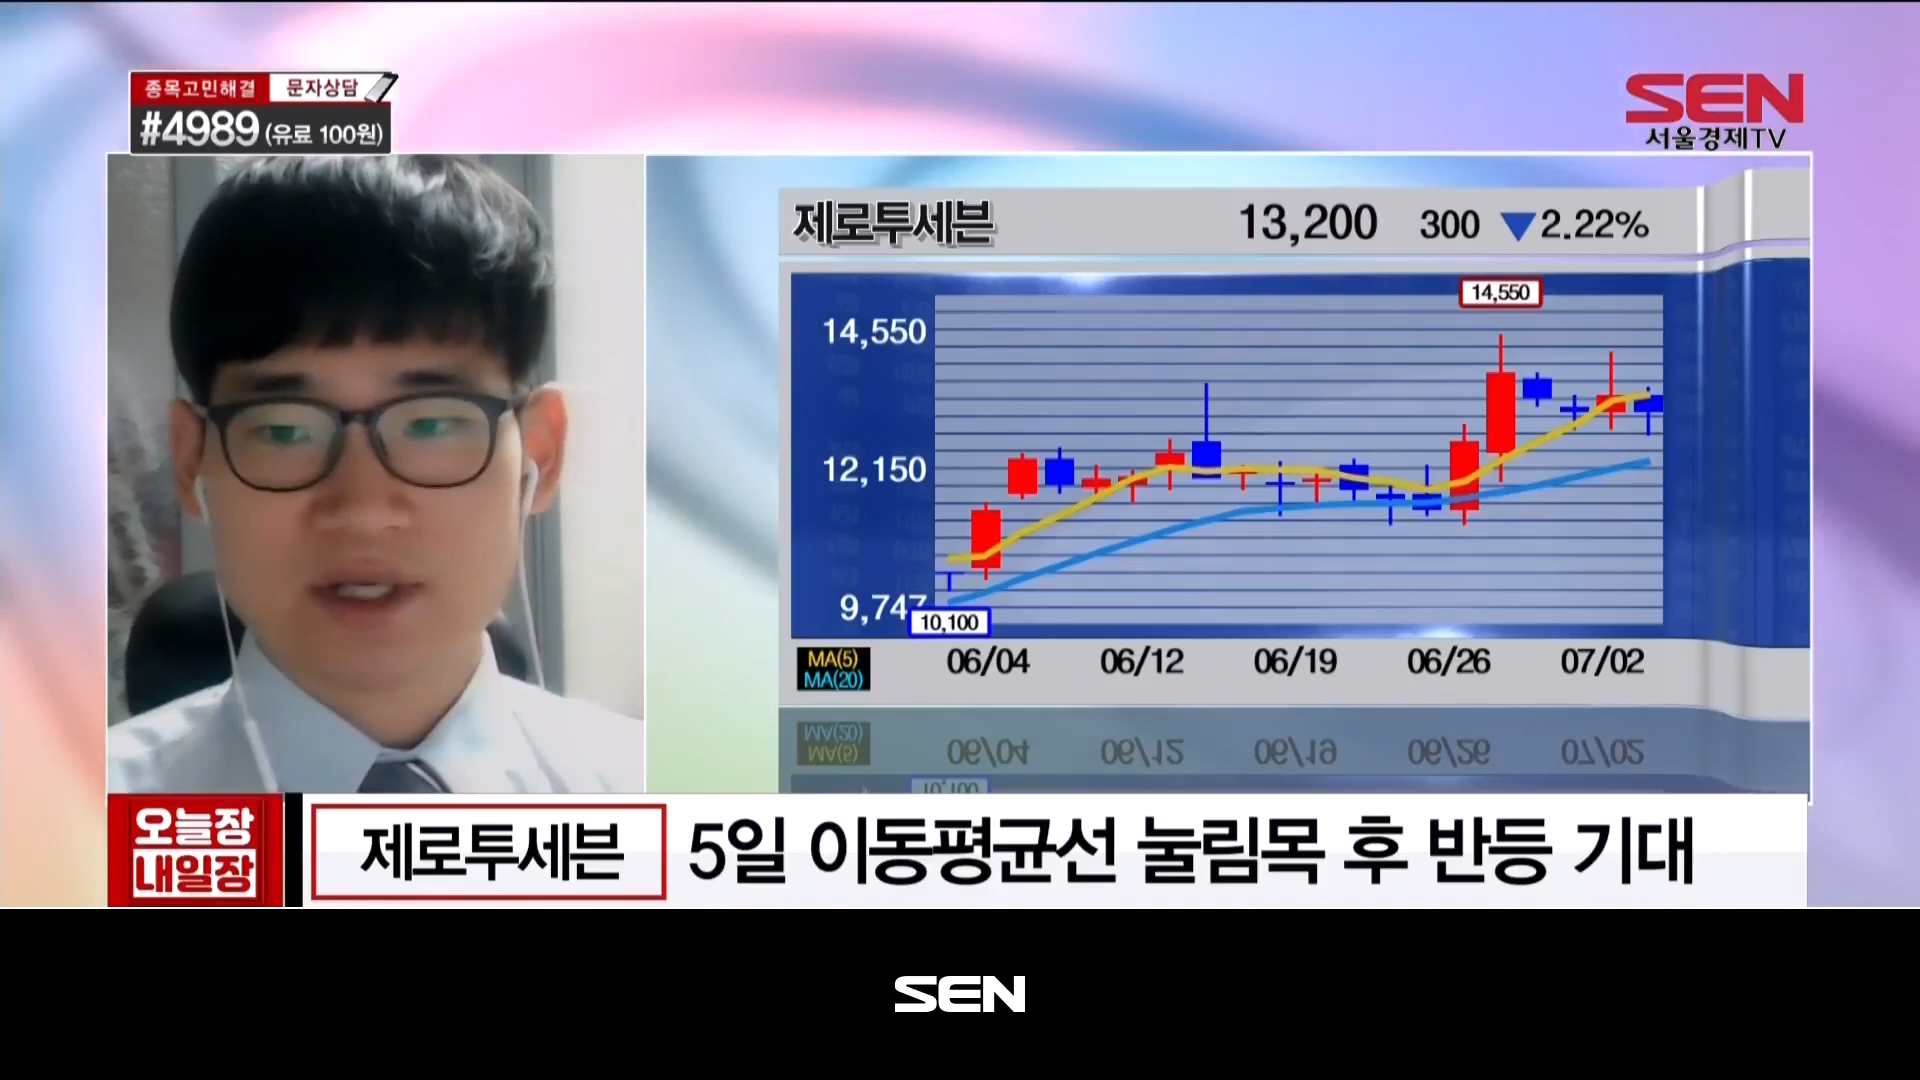 종목고민해결 문자상담
#4989 (유료 100원)
SEN
서울경제TV
제로투세븐 13,200 300 ▼2.22%
14,550
14,550
12,150
9,747
10,100
MA(5)
MA(20)
06/04 06/12 06/19 06/26 07/02
오늘장
내일장
제로투세븐 5일 이동평균선 눌림목 후 반등 기대
SEN